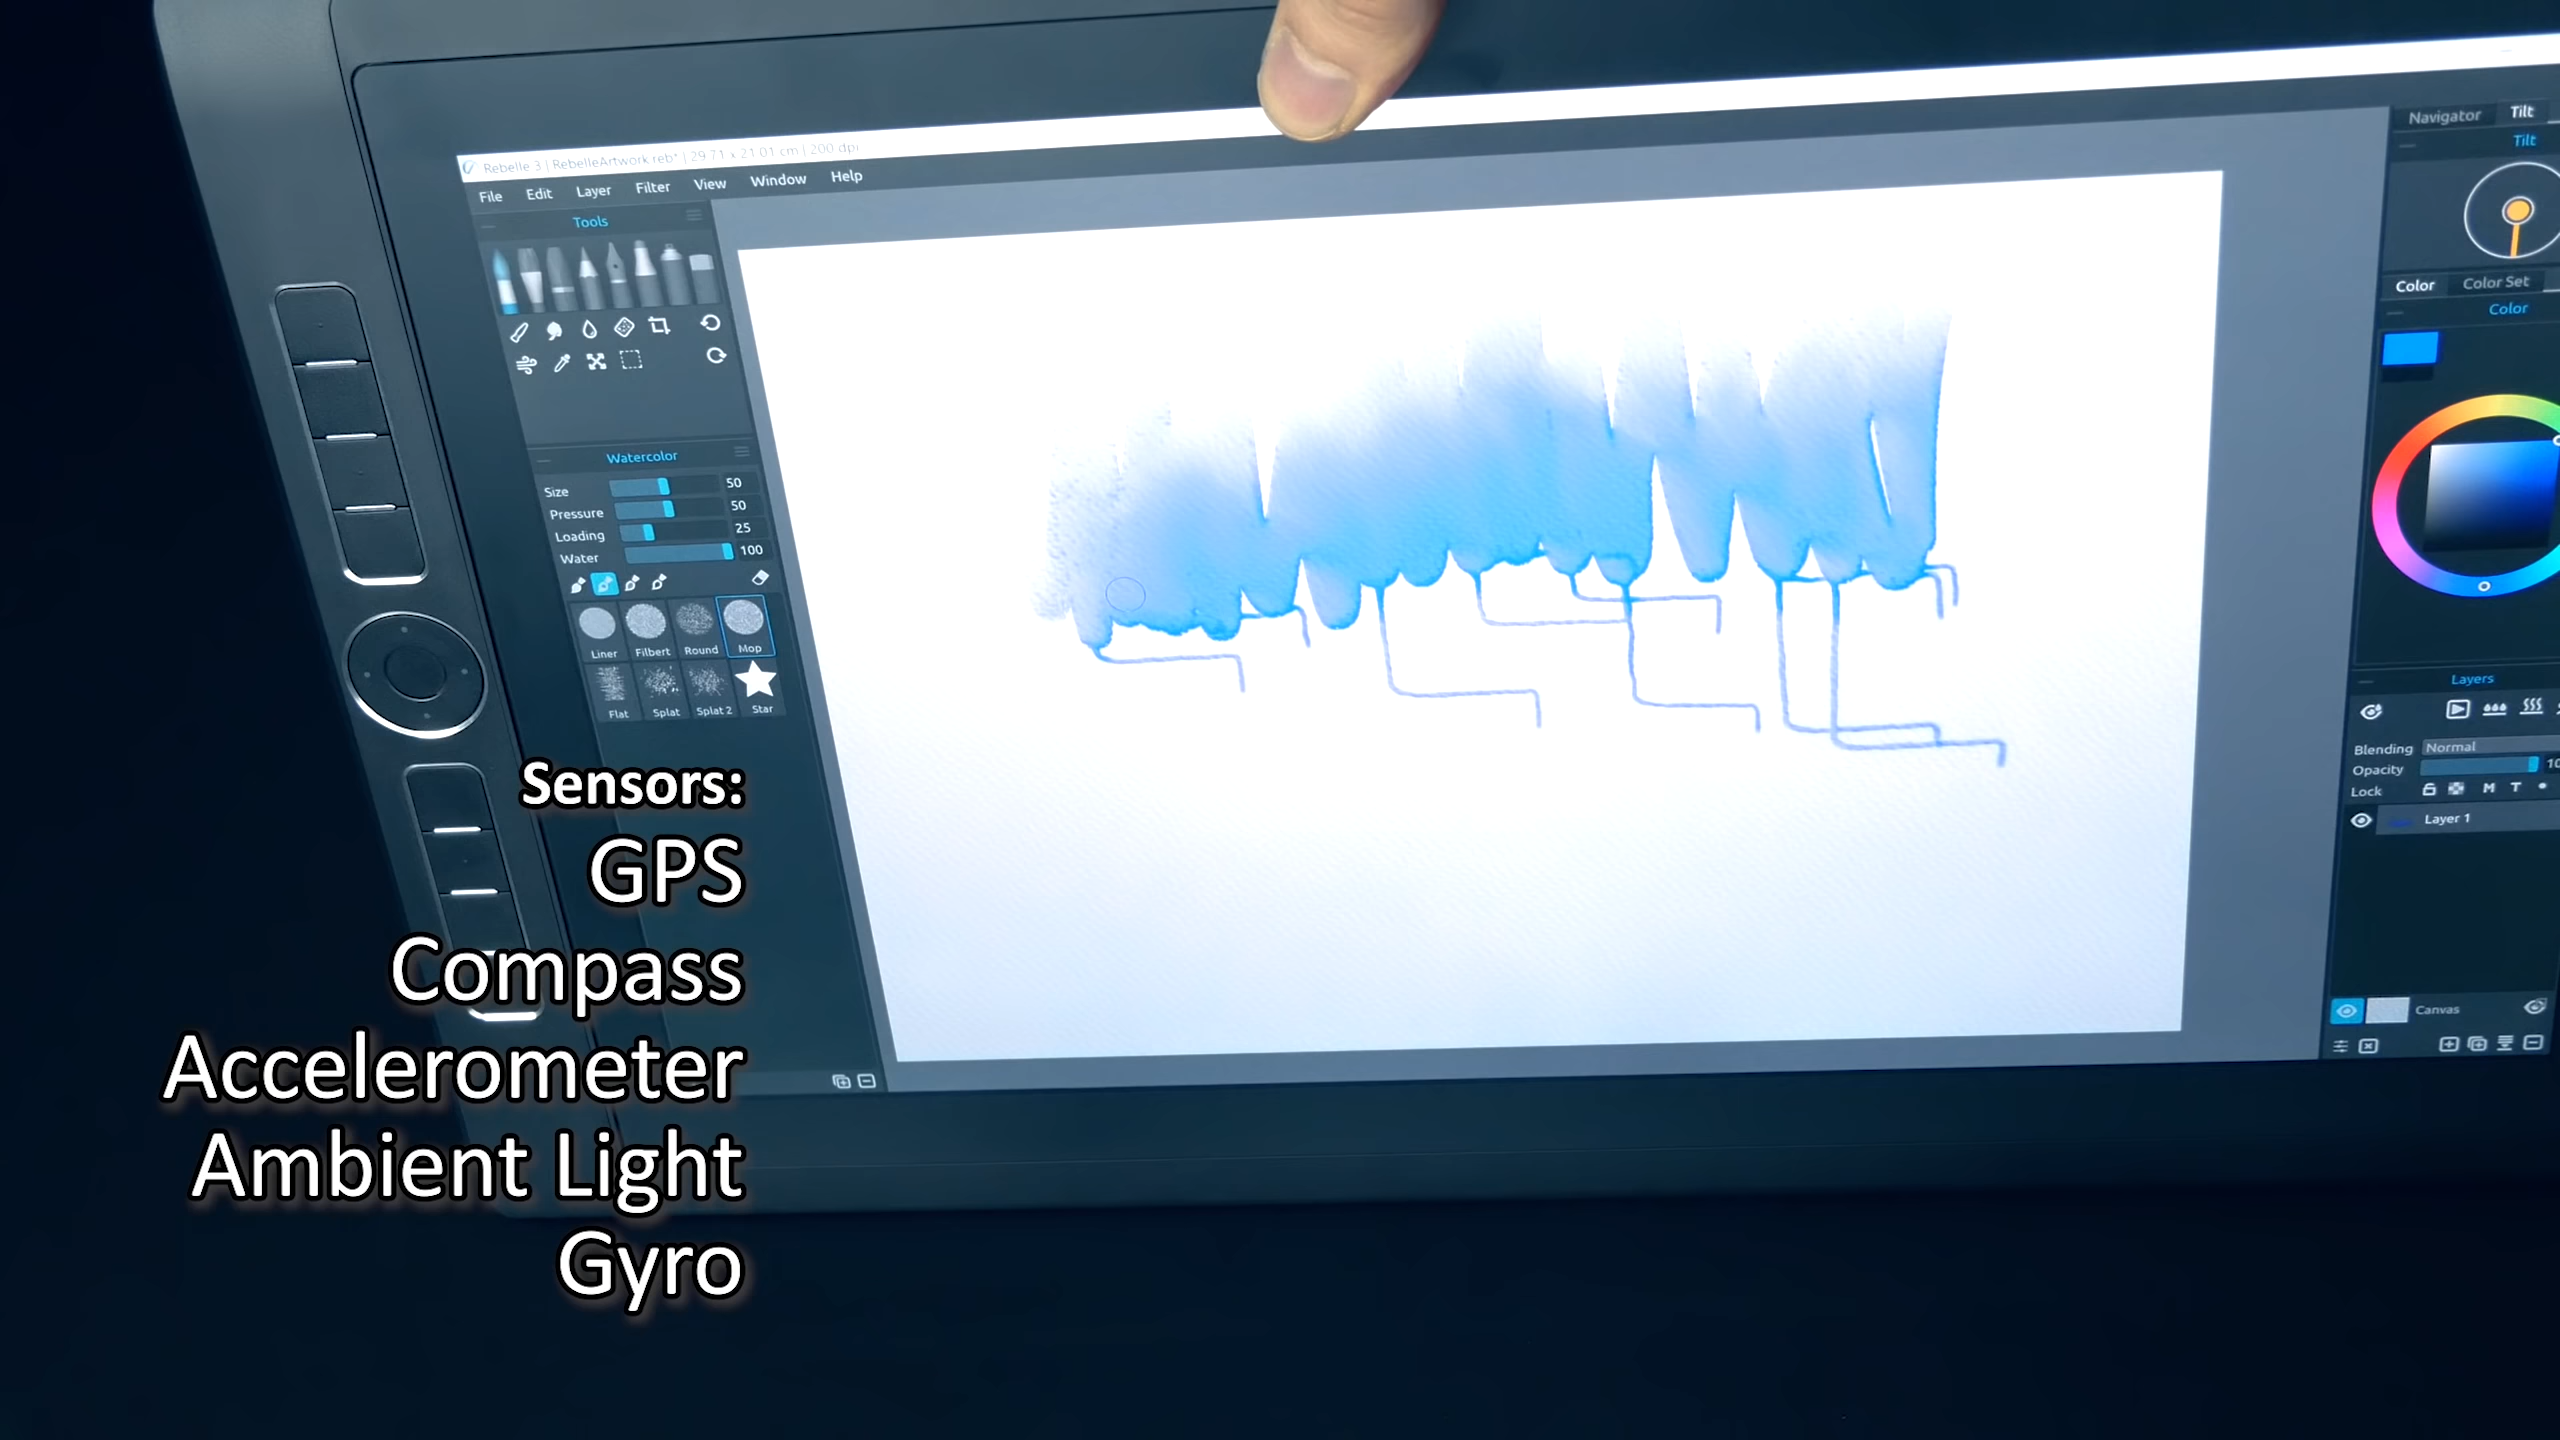 Rebelle 3 | RebelleArtwork.reb* | 29.71 x 21.01 cm | 200 dpi
File Edit Layer Filter View Window Help
Tools
Watercolor
Size 50
Pressure 50
Loading 25
Water 100
Liner Filbert Round Mop
Flat Splat Splat 2 Star
Navigator Tilt
Tilt
Color Color Set
Color
Layers
Blending Normal
Opacity
Lock M T
Layer 1
Canvas
Sensors:
GPS
Compass
Accelerometer
Ambient Light
Gyro